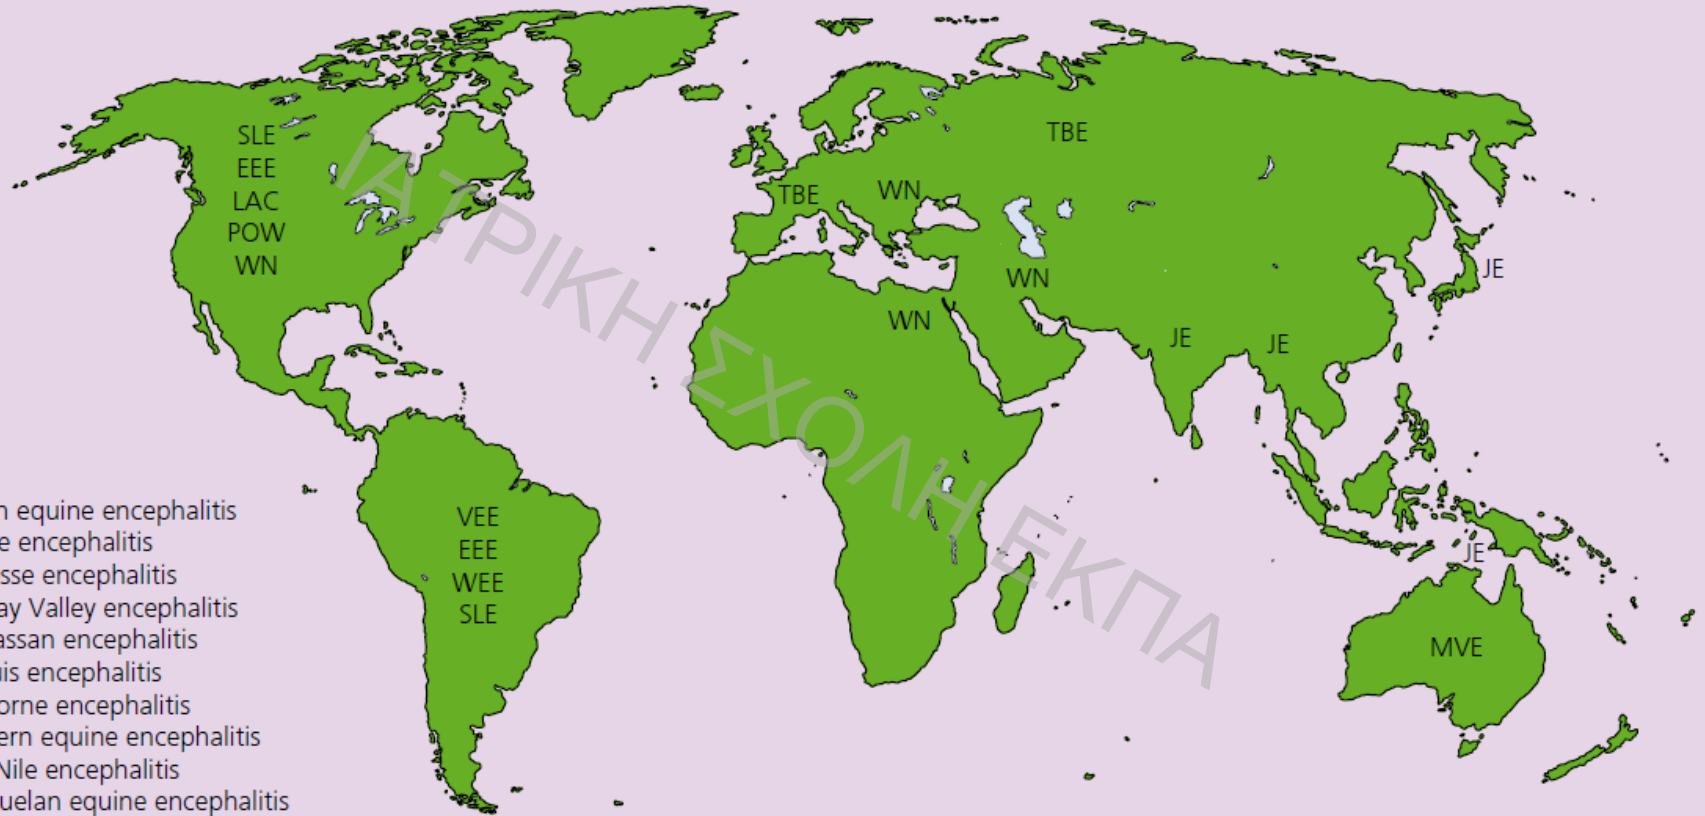 SLE
EEE
LAC
POW
WN
TBE
TBE
WN
WN
WN
JE
JE
JE
JE
VEE
EEE
WEE
SLE
MVE
ΙΑΤΡΙΚΗ ΣΧΟΛΗ ΕΚΠΑ
n equine encephalitis
e encephalitis
sse encephalitis
ay Valley encephalitis
assan encephalitis
uis encephalitis
orne encephalitis
ern equine encephalitis
Nile encephalitis
uelan equine encephalitis